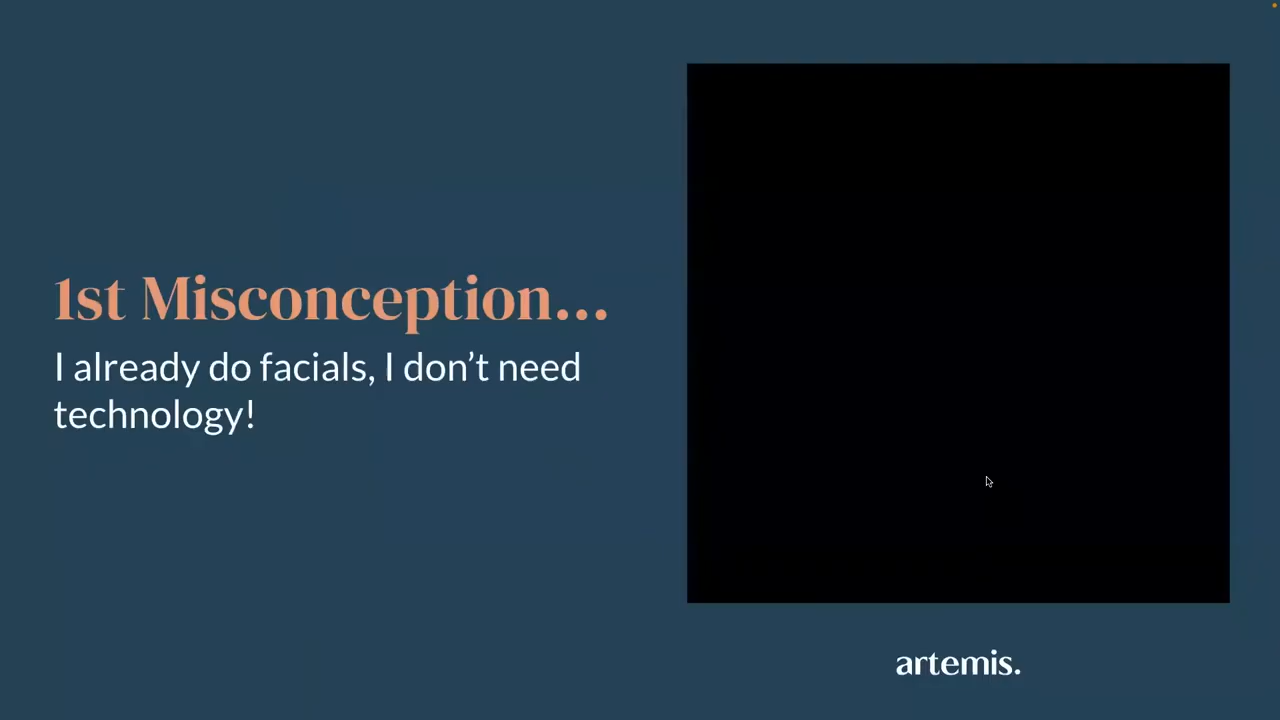 1st Misconception...
I already do facials, I don’t need
technology!
artemis.